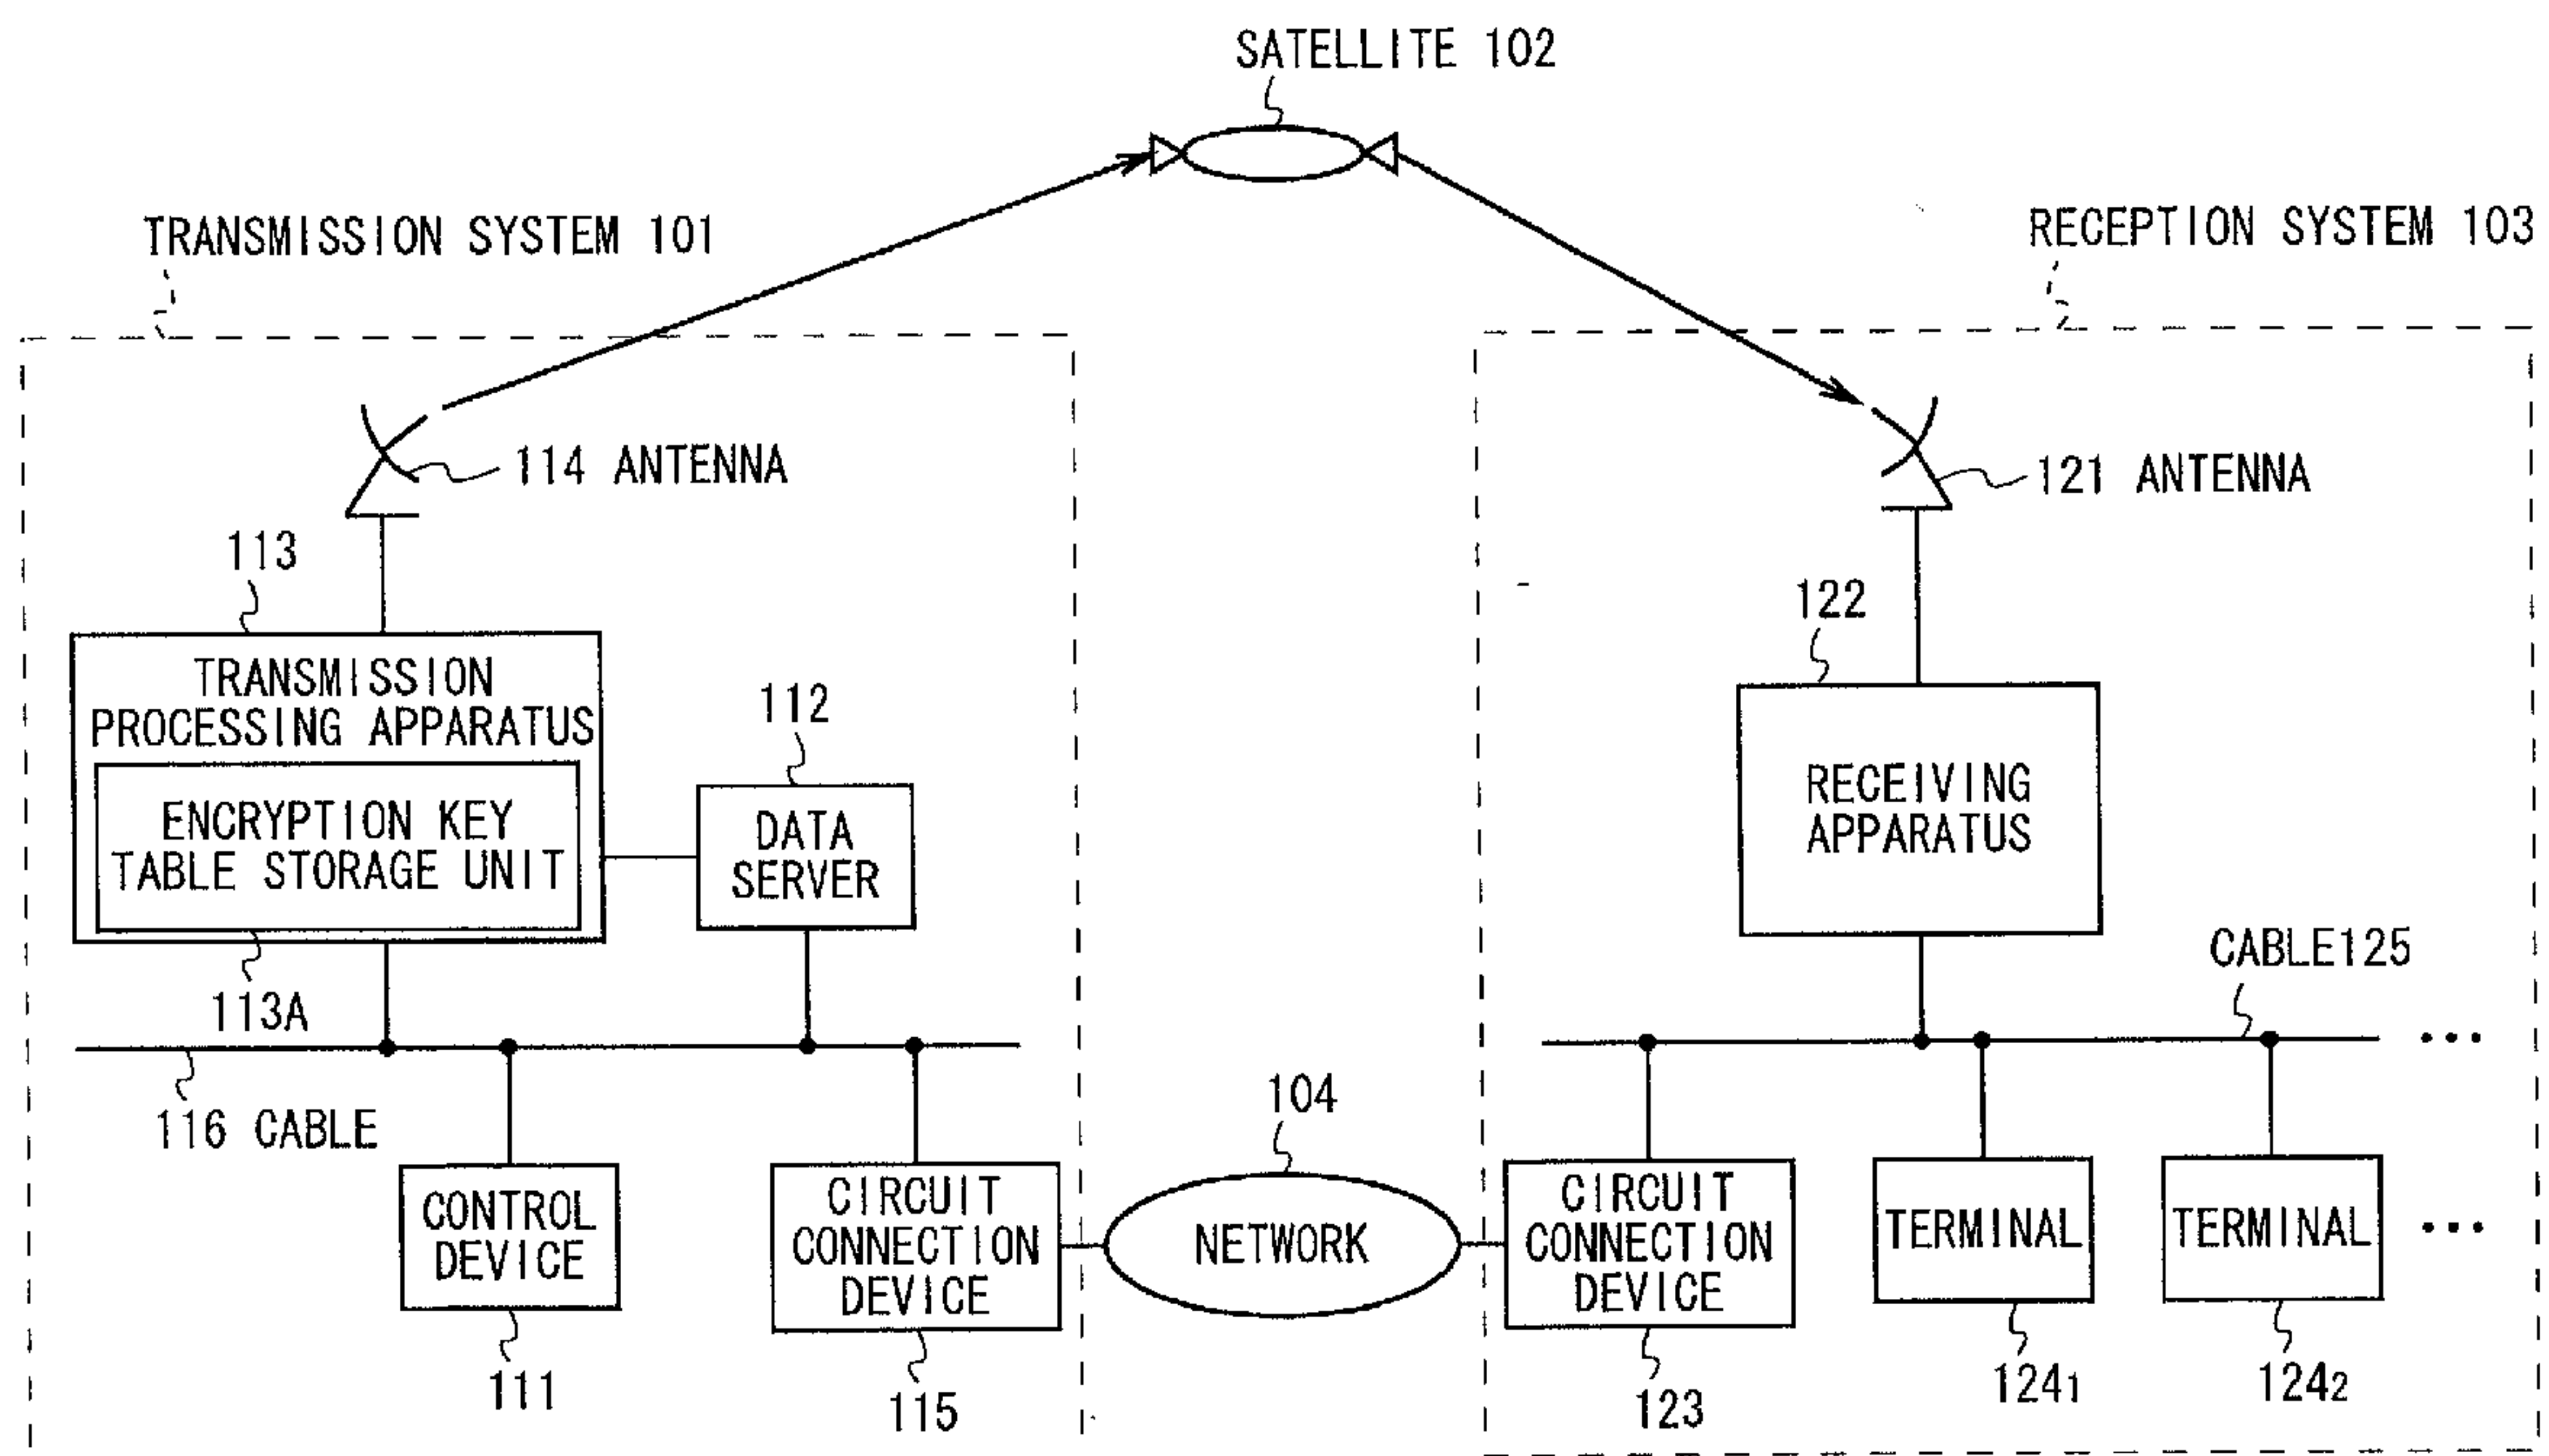 SATELLITE 102
TRANSMISSION SYSTEM 101
RECEPTION SYSTEM 103
114 ANTENNA
121 ANTENNA
113
TRANSMISSION
PROCESSING APPARATUS
ENCRYPTION KEY
TABLE STORAGE UNIT
113A
112
DATA
SERVER
122
RECEIVING
APPARATUS
CABLE125
...
116 CABLE
CONTROL
DEVICE
111
CIRCUIT
CONNECTION
DEVICE
115
104
NETWORK
CIRCUIT
CONNECTION
DEVICE
123
TERMINAL
1241
TERMINAL
1242
...